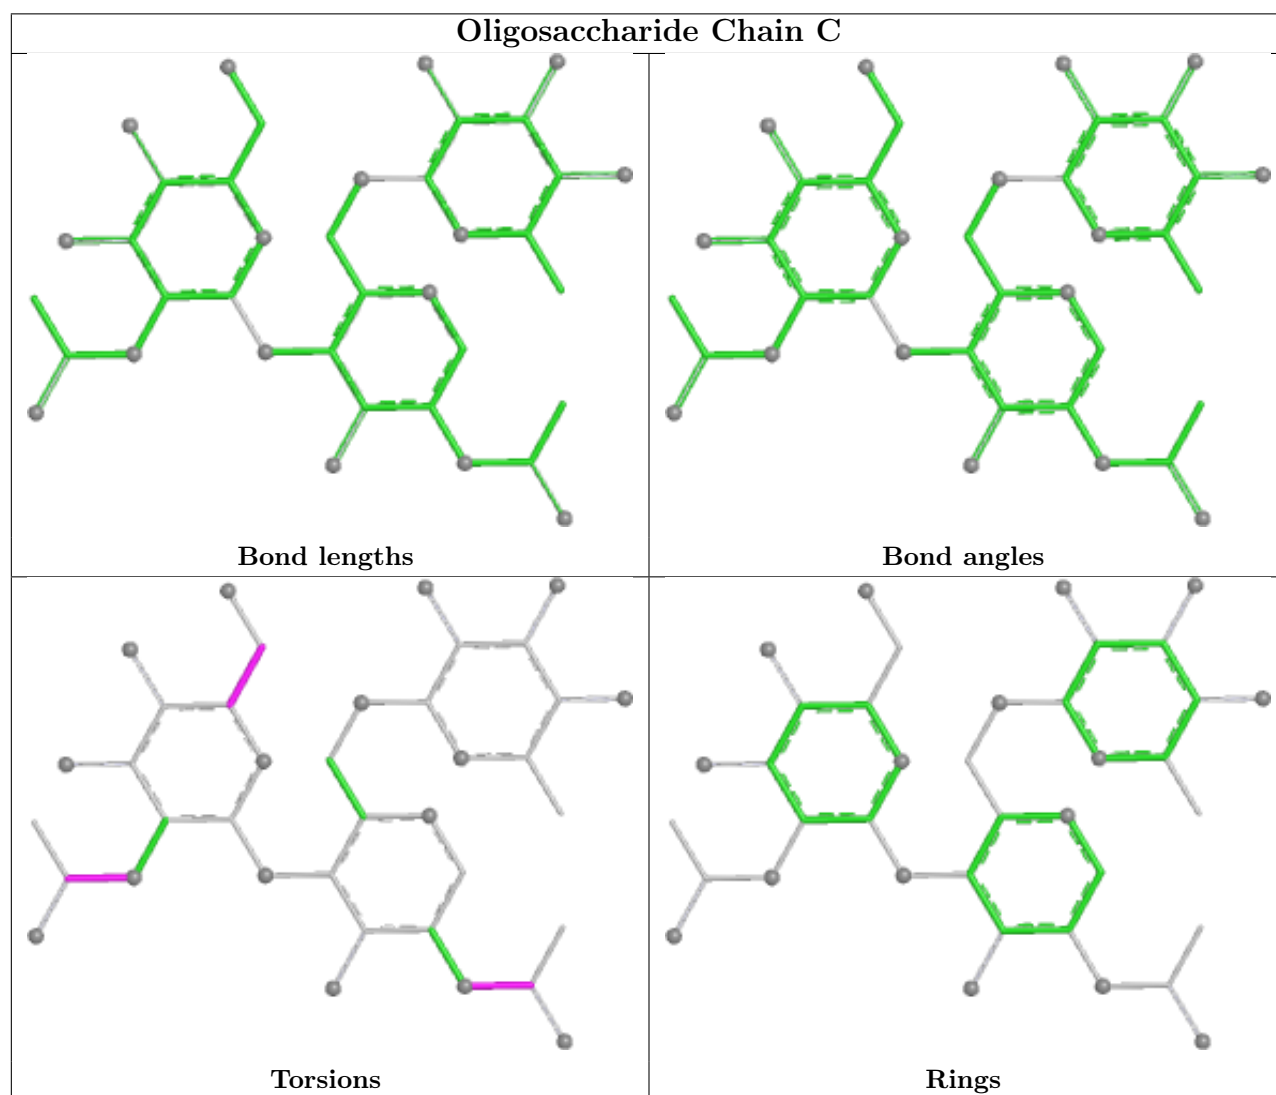 Oligosaccharide Chain C
Bond lengths
Bond angles
Torsions
Rings